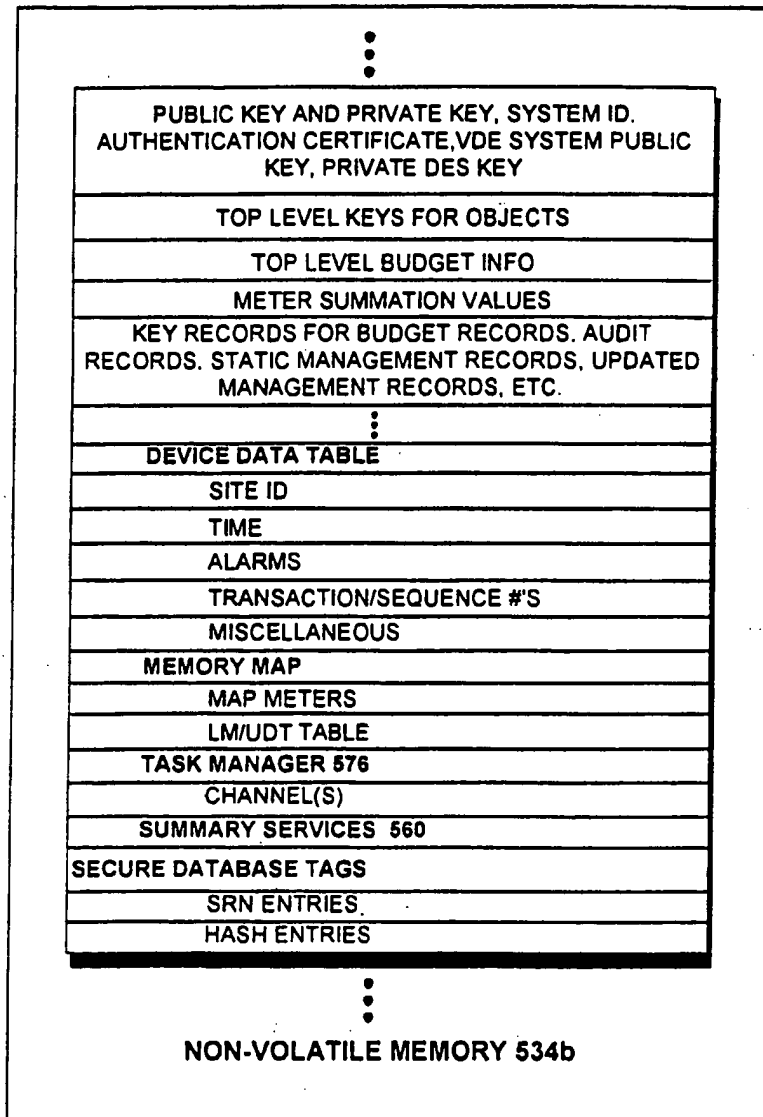 PUBLIC KEY AND PRIVATE KEY, SYSTEM ID.
AUTHENTICATION CERTIFICATE,VDE SYSTEM PUBLIC
KEY, PRIVATE DES KEY
TOP LEVEL KEYS FOR OBJECTS
TOP LEVEL BUDGET INFO
METER SUMMATION VALUES
KEY RECORDS FOR BUDGET RECORDS. AUDIT
RECORDS. STATIC MANAGEMENT RECORDS, UPDATED
MANAGEMENT RECORDS, ETC.
DEVICE DATA TABLE
SITE ID
TIME
ALARMS
TRANSACTION/SEQUENCE #'S
MISCELLANEOUS
MEMORY MAP
MAP METERS
LM/UDT TABLE
TASK MANAGER 576
CHANNEL(S)
SUMMARY SERVICES 560
SECURE DATABASE TAGS
SRN ENTRIES
HASH ENTRIES
NON-VOLATILE MEMORY 534b